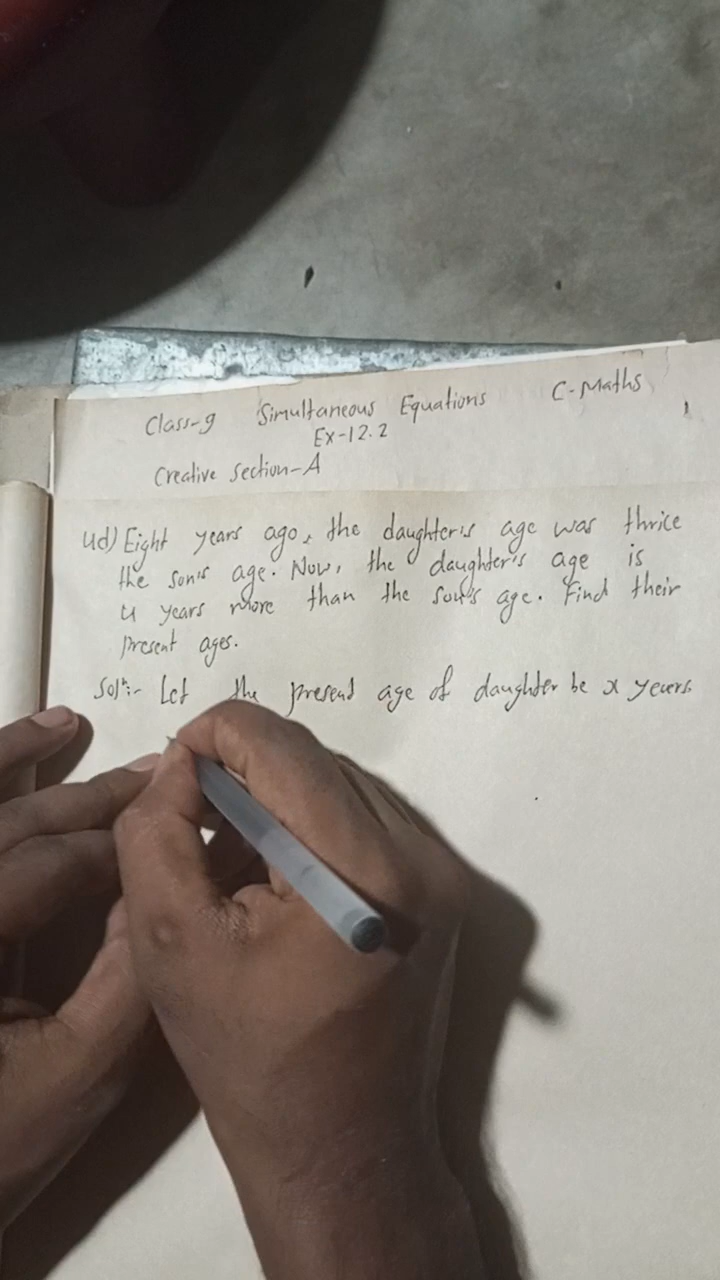 Class-9 Simultaneous Equations C-Maths
Ex-12.2
Creative section-A
4d) Eight years ago, the daughter's age was thrice
the son's age. Now, the daughter's age is
4 years more than the son's age. Find their
present ages.
Solⁿ:- Let the present age of daughter be x years